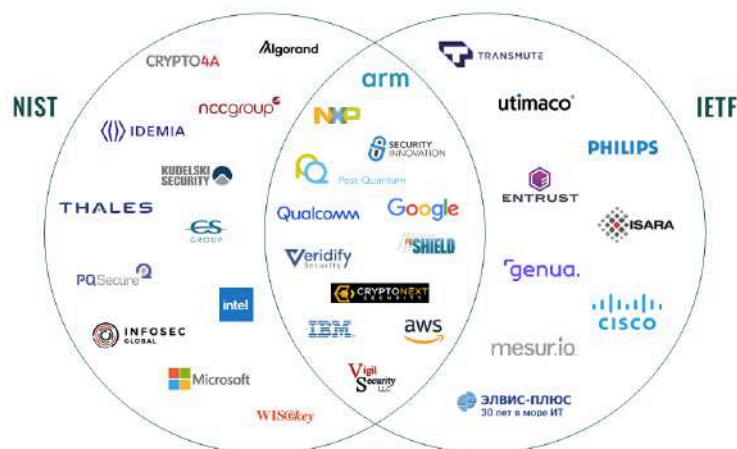 NIST
IETF
CRYPTO4A
Algorand
nccgroup
IDEMIA
KUDELSKI
SECURITY
THALES
CS
GROUP
PQSecure
intel
INFOSEC
GLOBAL
Microsoft
WISeKey
arm
NXP
SECURITY
INNOVATION
PQ
Post-Quantum
Qualcomm
Google
Veridify
Security
PQ
SHIELD
CRYPTONEXT
SECURITY
IBM
aws
Vigil
Security
LLC
TRANSMUTE
utimaco®
PHILIPS
ENTRUST
ISARA
genua.
CISCO
mesur.io
ЭЛВИС-ПЛЮС
30 лет в море ИТ